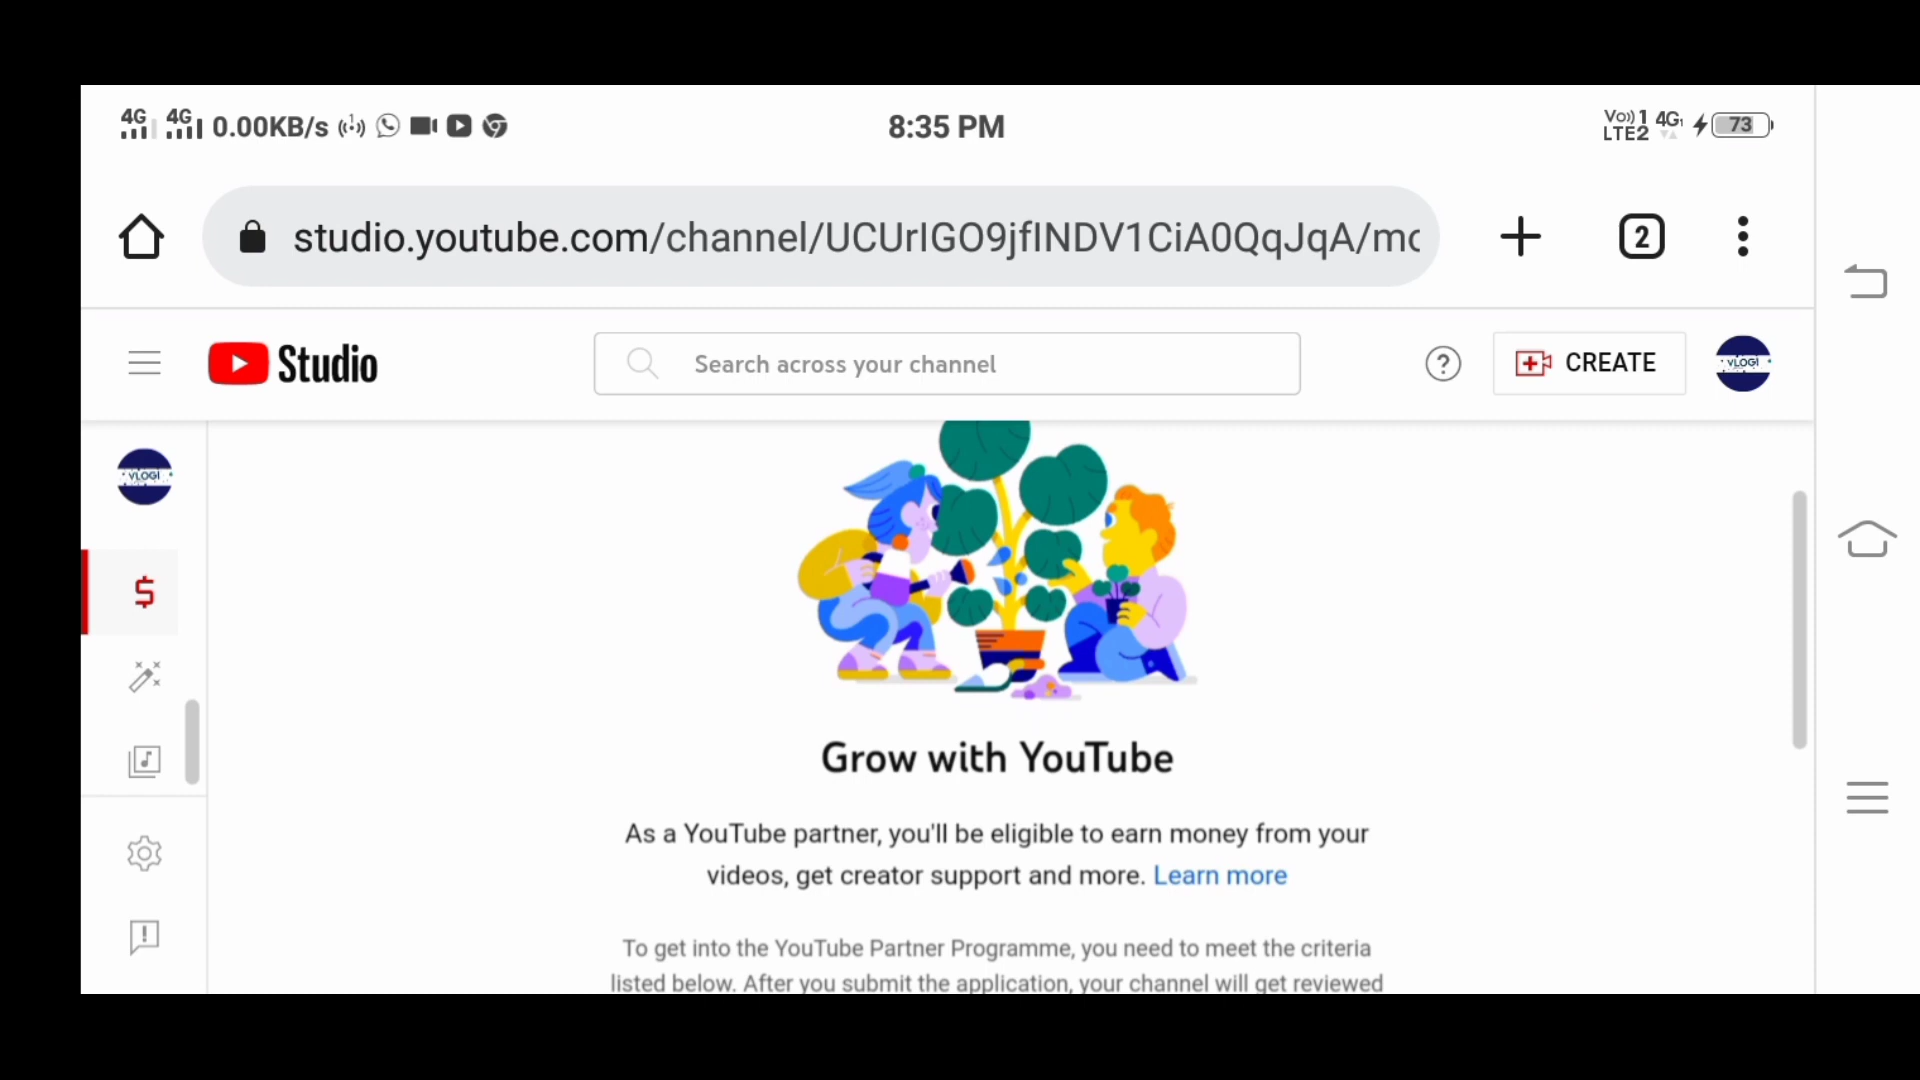 4G 4G 0.00KB/s 8:35 PM Vo)) 1 4G 73
LTE2
studio.youtube.com/channel/UCUrIGO9jfINDV1CiA0QqJqA/mc
2
Studio
Search across your channel
?
CREATE
VLOGI
VLOGI
$
Grow with YouTube
As a YouTube partner, you'll be eligible to earn money from your
videos, get creator support and more. Learn more
To get into the YouTube Partner Programme, you need to meet the criteria
listed below. After you submit the application, your channel will get reviewed